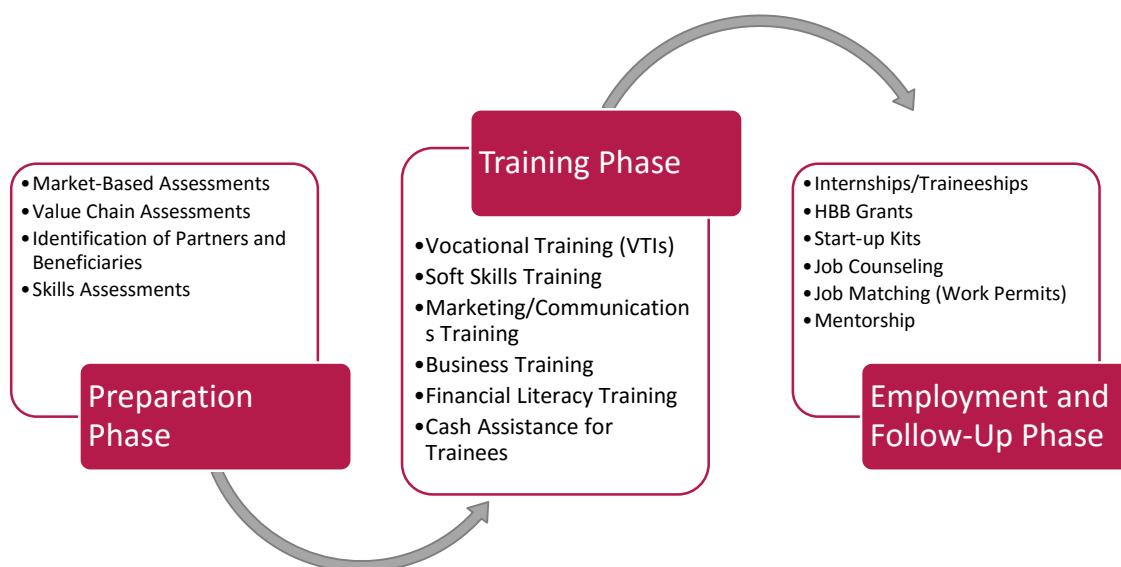 •Market-Based Assessments
•Value Chain Assessments
•Identification of Partners and
Beneficiaries
•Skills Assessments
Preparation
Phase
Training Phase
•Vocational Training (VTIs)
•Soft Skills Training
•Marketing/Communication
s Training
•Business Training
•Financial Literacy Training
•Cash Assistance for
Trainees
•Internships/Traineeships
•HBB Grants
•Start-up Kits
•Job Counseling
•Job Matching (Work Permits)
•Mentorship
Employment and
Follow-Up Phase